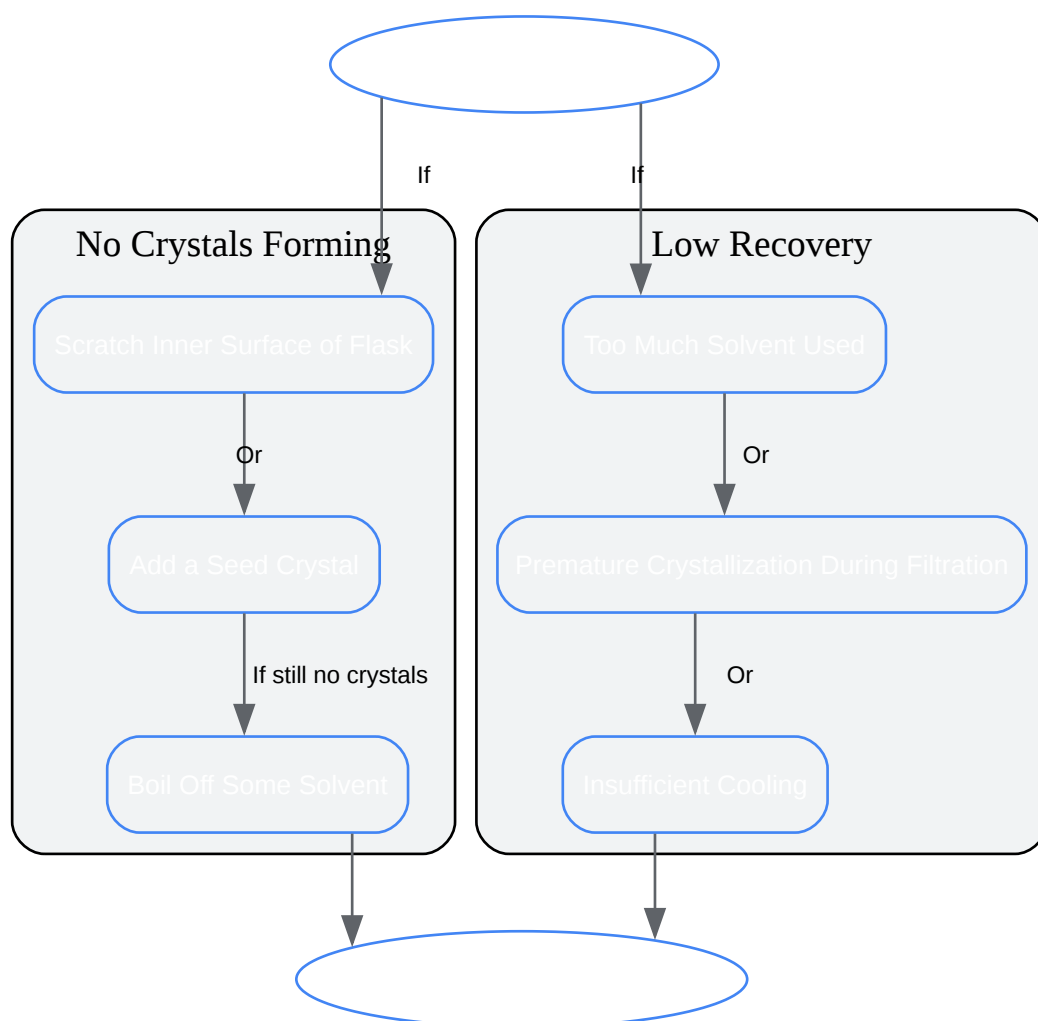 If
If
No Crystals Forming
Low Recovery
Scratch Inner Surface of Flask
Too Much Solvent Used
Or
Or
Add a Seed Crystal
Premature Crystallization During Filtration
If still no crystals
Or
Boil Off Some Solvent
Insufficient Cooling